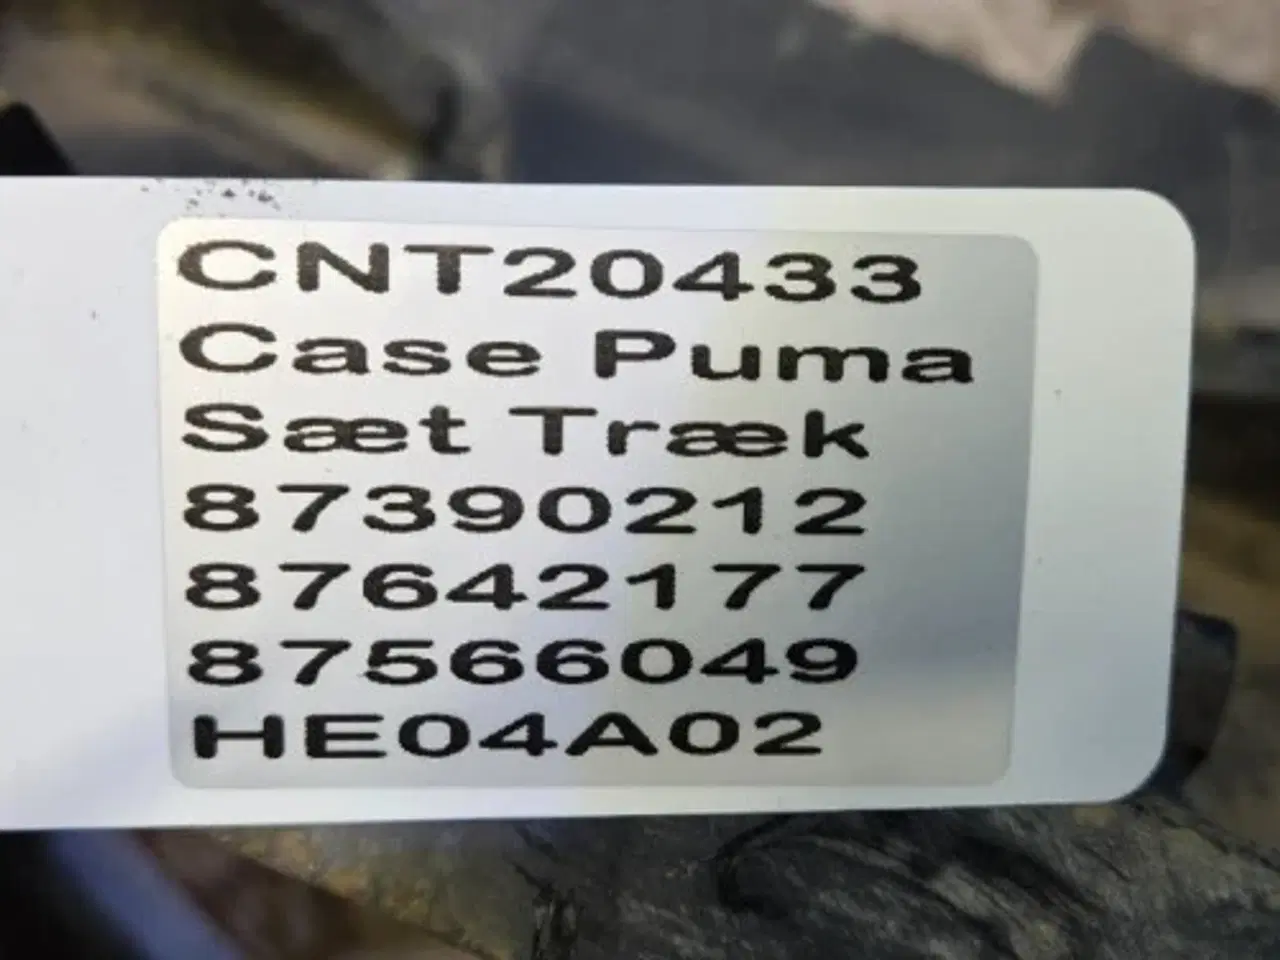 CNT20433
Case Puma
Sæt Træk
87390212
87642177
87566049
HE04A02